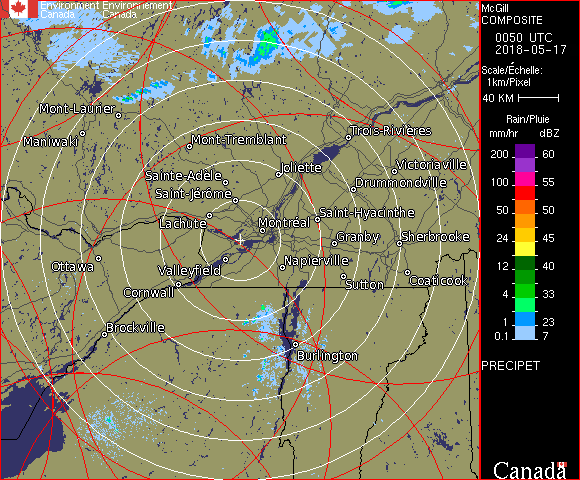 Environment Environnement
Canada Canada
McGill
COMPOSITE
0050 UTC
2018-05-17
Scale/Échelle:
1km/Pixel
40 KM
Rain/Pluie
mm/hr dBZ
200 60
150 57
100 55
50 50
24 45
12 40
4 33
1 23
0.1 7
PRECIPET
Canada
Mont-Laurier
Maniwaki
Mont-Tremblant
Trois-Rivières
Sainte-Adèle
Joliette
Victoriaville
Saint-Jérôme
Drummondville
Lachute
Montréal
Saint-Hyacinthe
Granby
Sherbrooke
Ottawa
Valleyfield
Napierville
Cornwall
Sutton
Coaticook
Brockville
Burlington